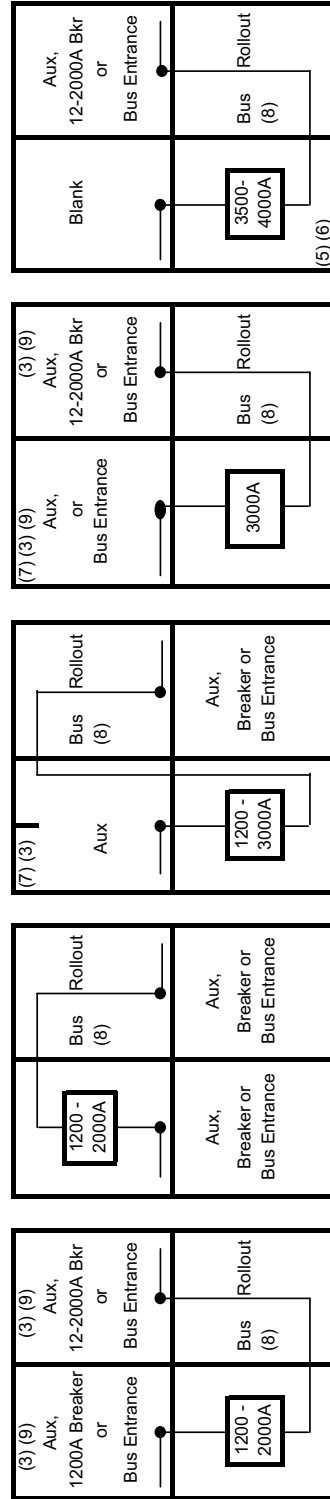 (3) (9)
Aux,
1200A Breaker
or
Bus Entrance
(3) (9)
Aux,
12-2000A Bkr
or
Bus Entrance
1200 -
2000A
Bus
(8)
Rollout
1200 -
2000A
Bus
(8)
Rollout
Aux,
Breaker or
Bus Entrance
Aux,
Breaker or
Bus Entrance
(7) (3)
Aux
Bus
(8)
Rollout
1200 -
3000A
Aux,
Breaker or
Bus Entrance
(7) (3) (9)
Aux,
or
Bus Entrance
(3) (9)
Aux,
12-2000A Bkr
or
Bus Entrance
3000A
Bus
(8)
Rollout
Blank
Aux,
12-2000A Bkr
or
Bus Entrance
3500-
4000A
Bus
(8)
Rollout
(5) (6)